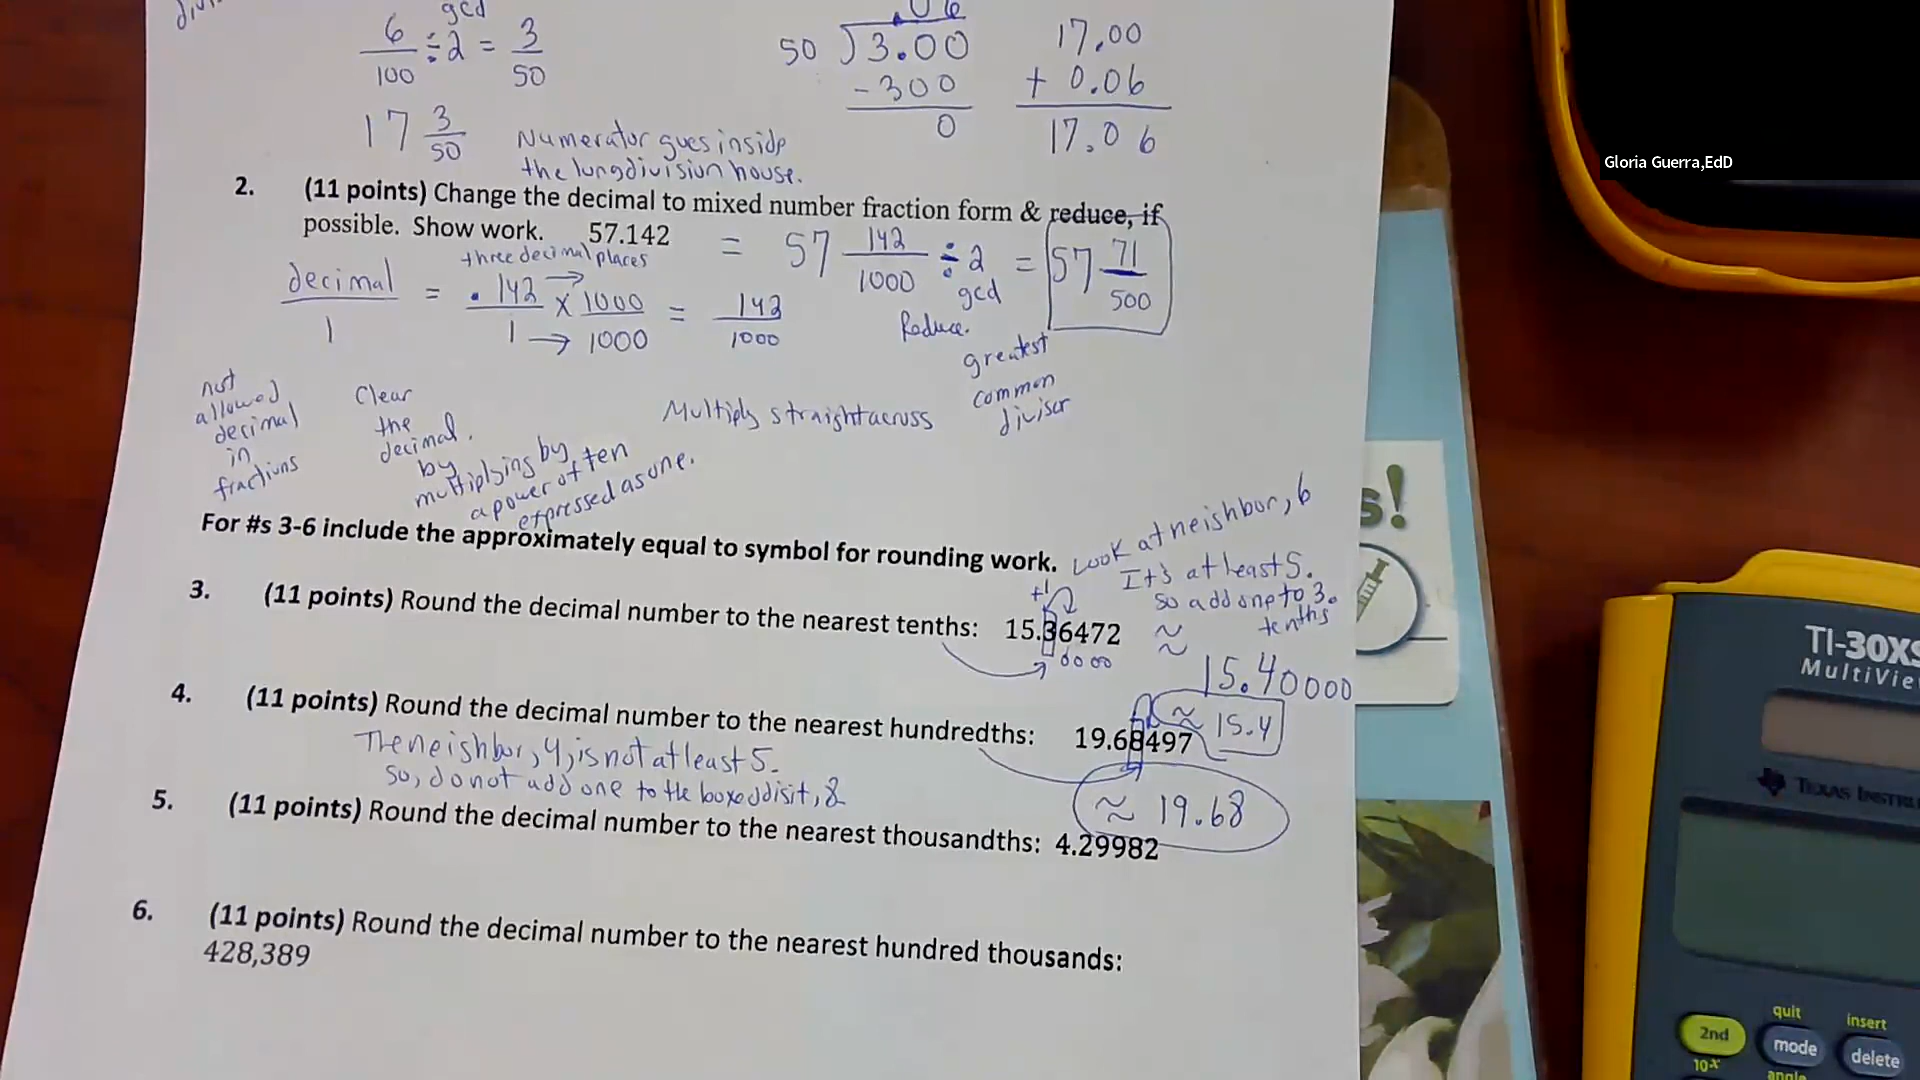 gcd
6/100 ÷ 2 = 3/50
.06
50 ) 3.00
- 300
0
17.00
+ 0.06
17.06
17 3/50
Numerator goes inside
the long division house.
2. (11 points) Change the decimal to mixed number fraction form & reduce, if
possible. Show work. 57.142 = 57 142/1000 ÷ 2 = 57 71/500
gcd
three decimal places
decimal/1 = .142/1 x 1000/1000 = 142/1000
Reduce.
greatest
common
divisor
not
allowed
decimal
in
fractions
Clear
the
decimal.
by
multiplying by
a power of ten
expressed as one.
Multiply straight across
For #s 3-6 include the approximately equal to symbol for rounding work.
Look at neighbor, 6
It's at least 5.
so add one to 3.
tenths
+1
3. (11 points) Round the decimal number to the nearest tenths: 15.36472 ≈
0000
15.40000
≈ 15.4
4. (11 points) Round the decimal number to the nearest hundredths: 19.68497
The neighbor, 4, is not at least 5.
so, do not add one to the boxed digit, 8
≈ 19.68
5. (11 points) Round the decimal number to the nearest thousandths: 4.29982
6. (11 points) Round the decimal number to the nearest hundred thousands:
428,389
Gloria Guerra,EdD
s!
TI-30XS
MultiView
TEXAS INSTRU
quit
insert
2nd
mode
delete
10ˣ
angle